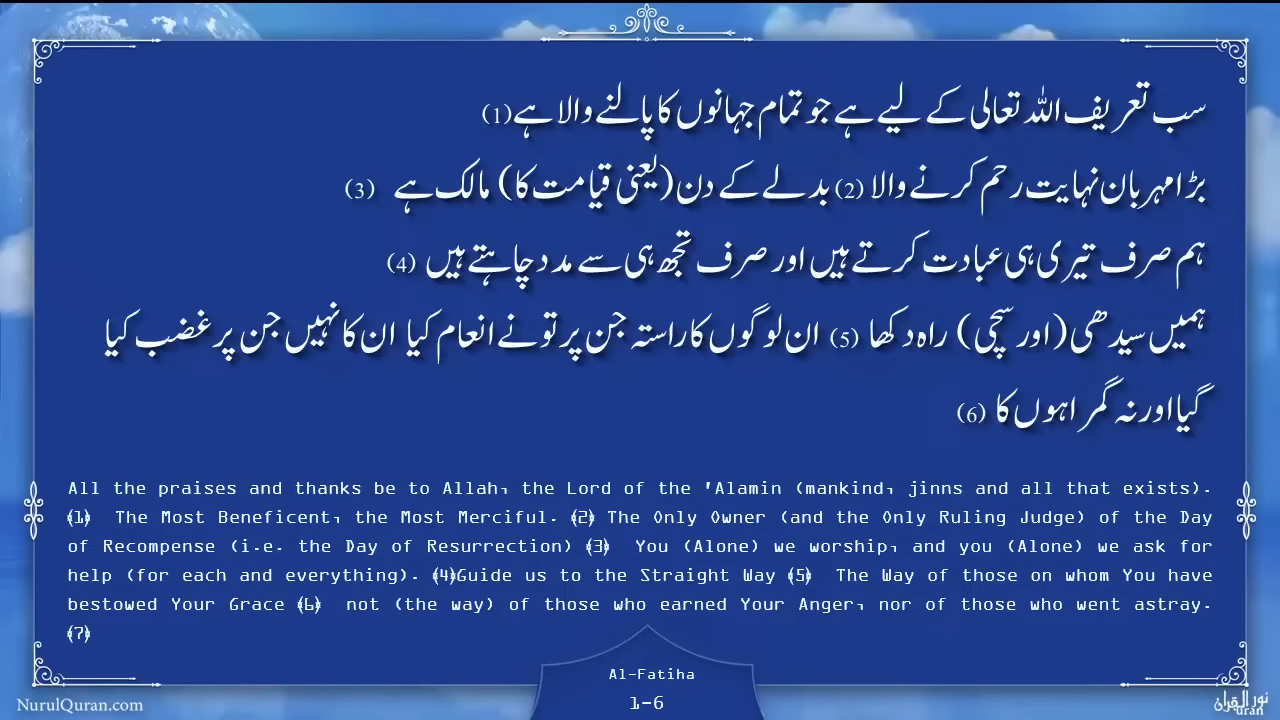 سب تعریف اللہ تعالی کے لیے ہے جو تمام جہانوں کا پالنے والا ہے (1)
بڑا مہربان نہایت رحم کرنے والا (2) بدلے کے دن (یعنی قیامت کا) مالک ہے (3)
ہم صرف تیری ہی عبادت کرتے ہیں اور صرف تجھ ہی سے مدد چاہتے ہیں (4)
ہمیں سیدھی (اور سچی) راہ دکھا (5) ان لوگوں کا راستہ جن پر تو نے انعام کیا ان کا نہیں جن پر غضب کیا
گیا اور نہ گمراہوں کا (6)
All the praises and thanks be to Allah, the Lord of the 'Alamin (mankind, jinns and all that exists).
(1) The Most Beneficent, the Most Merciful. (2) The Only Owner (and the Only Ruling Judge) of the Day
of Recompense (i.e. the Day of Resurrection) (3) You (Alone) we worship, and you (Alone) we ask for
help (for each and everything). (4)Guide us to the Straight Way (5) The Way of those on whom You have
bestowed Your Grace (6) not (the way) of those who earned Your Anger, nor of those who went astray.
(7)
Al-Fatiha
1-6
NurulQuran.com
نور القرآن
uran